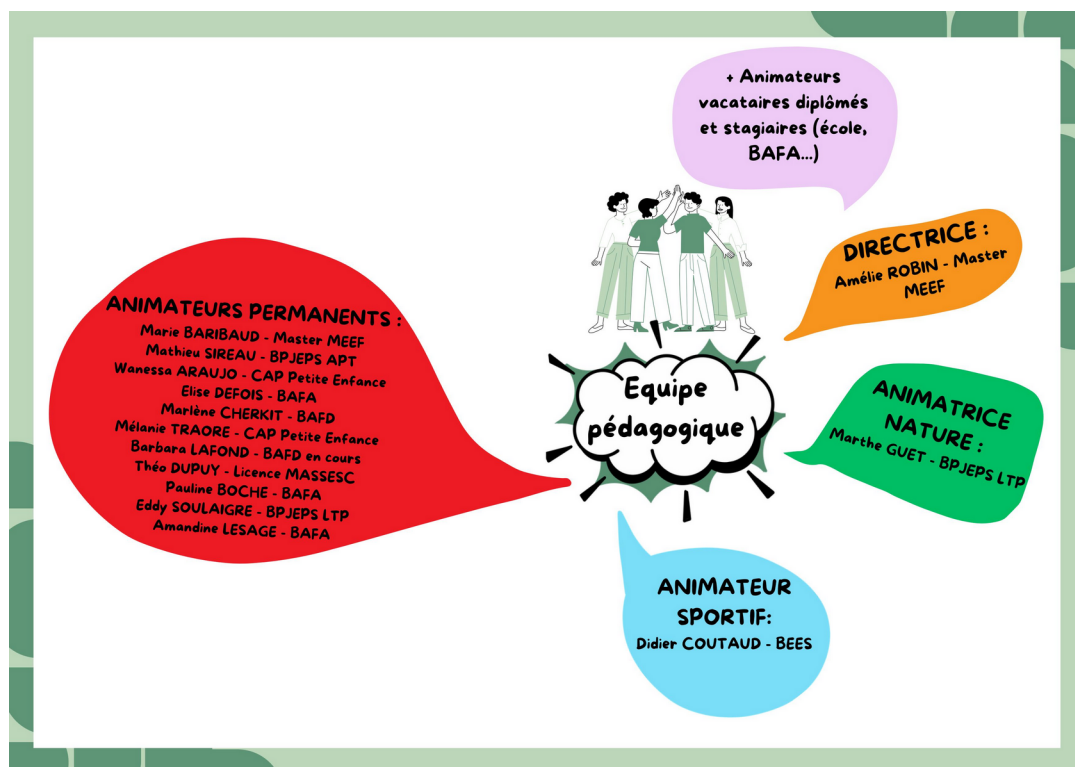 + Animateurs
vacataires diplômés
et stagiaires (école,
BAFA...)
DIRECTRICE :
Amélie ROBIN - Master
MEEF
ANIMATEURS PERMANENTS :
Marie BARIBAUD - Master MEEF
Mathieu SIREAU - BPJEPS APT
Wanessa ARAUJO - CAP Petite Enfance
Elise DEFOIS - BAFA
Marlène CHERKIT - BAFD
Mélanie TRAORE - CAP Petite Enfance
Barbara LAFOND - BAFD en cours
Théo DUPUY - Licence MASSESC
Pauline BOCHE - BAFA
Eddy SOULAIGRE - BPJEPS LTP
Amandine LESAGE - BAFA
Equipe
pédagogique
ANIMATRICE
NATURE :
Marthe GUET - BPJEPS LTP
ANIMATEUR
SPORTIF:
Didier COUTAUD - BEES